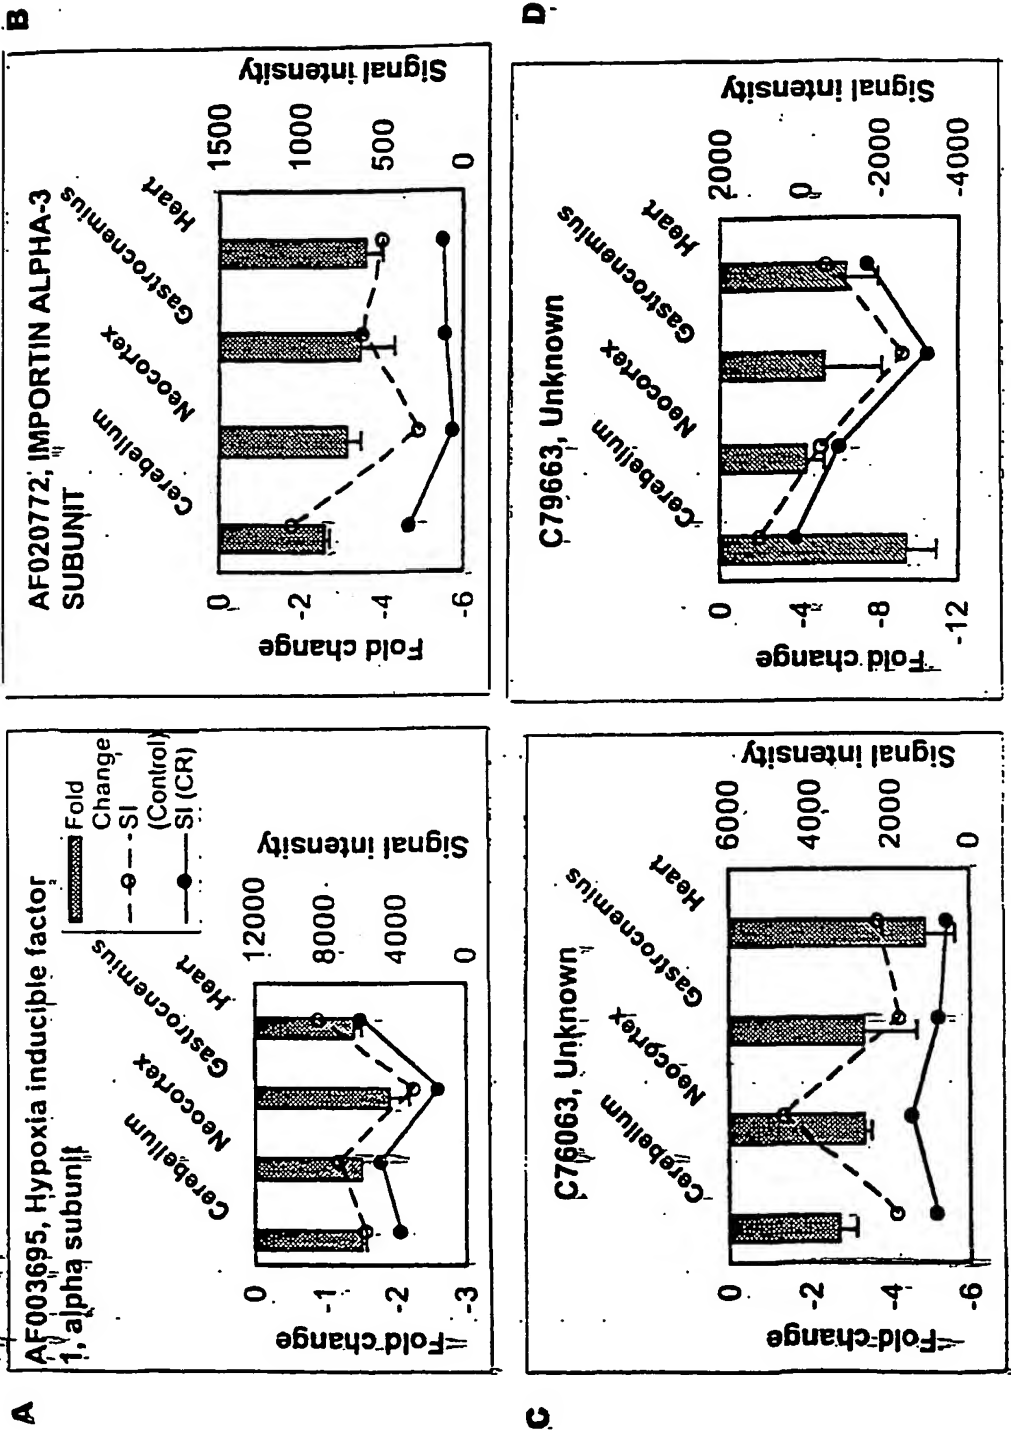 A
AF003695, Hypoxia inducible factor
1, alpha subunit
Fold
Change
SI
(Control)
SI (CR)
Cerebellum
Neocortex
Gastrocnemius
Heart
Fold change
0
-1
-2
-3
Signal intensity
12000
8000
4000
0
B
AF020772, IMPORTIN ALPHA-3
SUBUNIT
Cerebellum
Neocortex
Gastrocnemius
Heart
Fold change
0
-2
-4
-6
Signal intensity
1500
1000
500
0
C
C76063, Unknown
Cerebellum
Neocortex
Gastrocnemius
Heart
Fold change
0
-2
-4
-6
Signal intensity
6000
4000
2000
0
D
C79663, Unknown
Cerebellum
Neocortex
Gastrocnemius
Heart
Fold change
0
-4
-8
-12
Signal intensity
2000
0
-2000
-4000